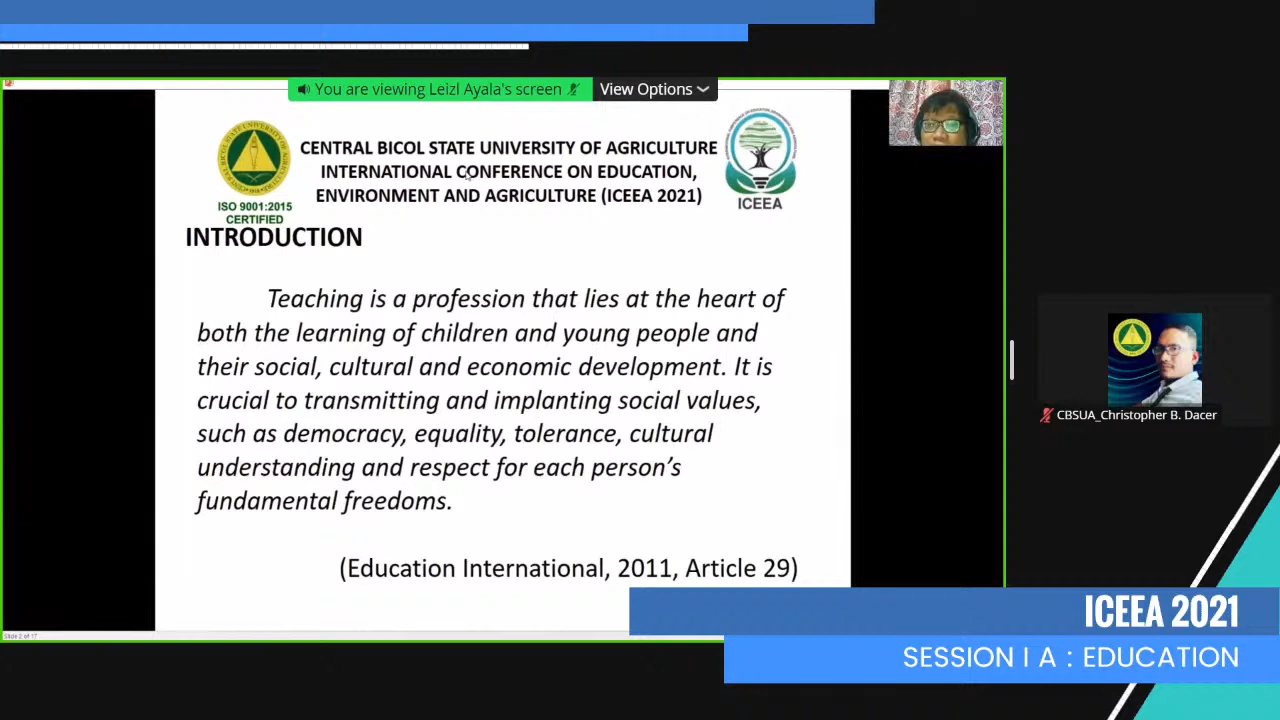 You are viewing Leizl Ayala's screen
View Options
CENTRAL BICOL STATE UNIVERSITY OF AGRICULTURE
INTERNATIONAL CONFERENCE ON EDUCATION,
ENVIRONMENT AND AGRICULTURE (ICEEA 2021)
ISO 9001:2015
CERTIFIED
ICEEA
INTRODUCTION
Teaching is a profession that lies at the heart of
both the learning of children and young people and
their social, cultural and economic development. It is
crucial to transmitting and implanting social values,
such as democracy, equality, tolerance, cultural
understanding and respect for each person's
fundamental freedoms.
(Education International, 2011, Article 29)
Slide 2 of 17
CBSUA_Christopher B. Dacer
ICEEA 2021
SESSION I A : EDUCATION